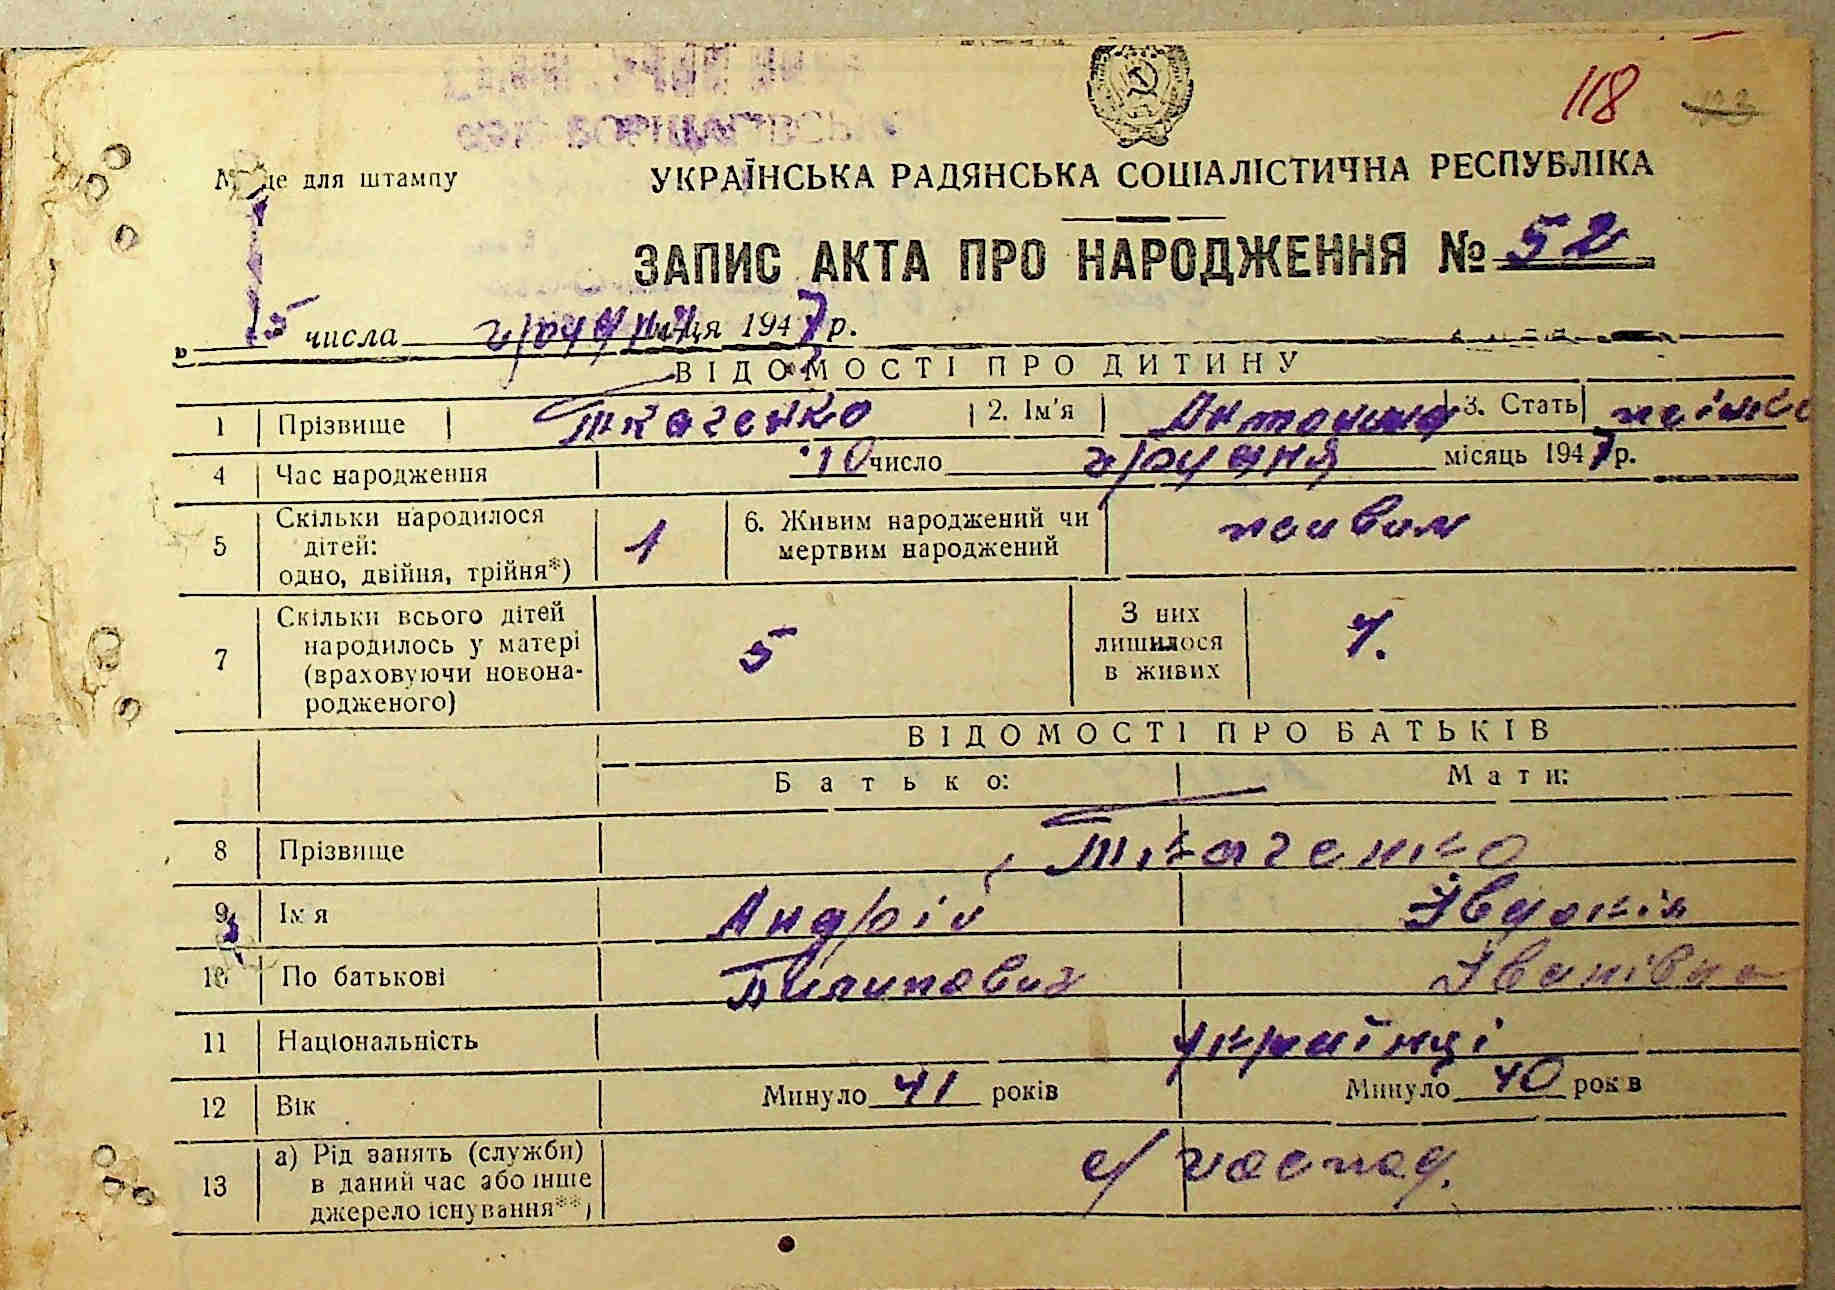 118
Місце для штампу
УКРАЇНСЬКА РАДЯНСЬКА СОЦІАЛІСТИЧНА РЕСПУБЛІКА
ЗАПИС АКТА ПРО НАРОДЖЕННЯ № 52
15 числа грудня м-ця 1947 р.
ВІДОМОСТІ ПРО ДИТИНУ
1 Прізвище Ткаченко 2. Ім'я Антонина 3. Стать
4 Час народження 10 число грудня місяць 1947 р.
5 Скільки народилося дітей: одно, двійня, трійня*) 1 6. Живим народжений чи мертвим народжений живим
7 Скільки всього дітей народилось у матері (враховуючи новонародженого) 5 З них лишилося в живих 4.
ВІДОМОСТІ ПРО БАТЬКІВ
Батько: Мати:
8 Прізвище Ткаченко
9 Ім'я Андрій Євдокія
10 По батькові Пилипович Іванівна
11 Національність українці
12 Вік Минуло 41 років Минуло 40 років
13 а) Рід занять (служби) в даний час або інше джерело існування**) с/господ.